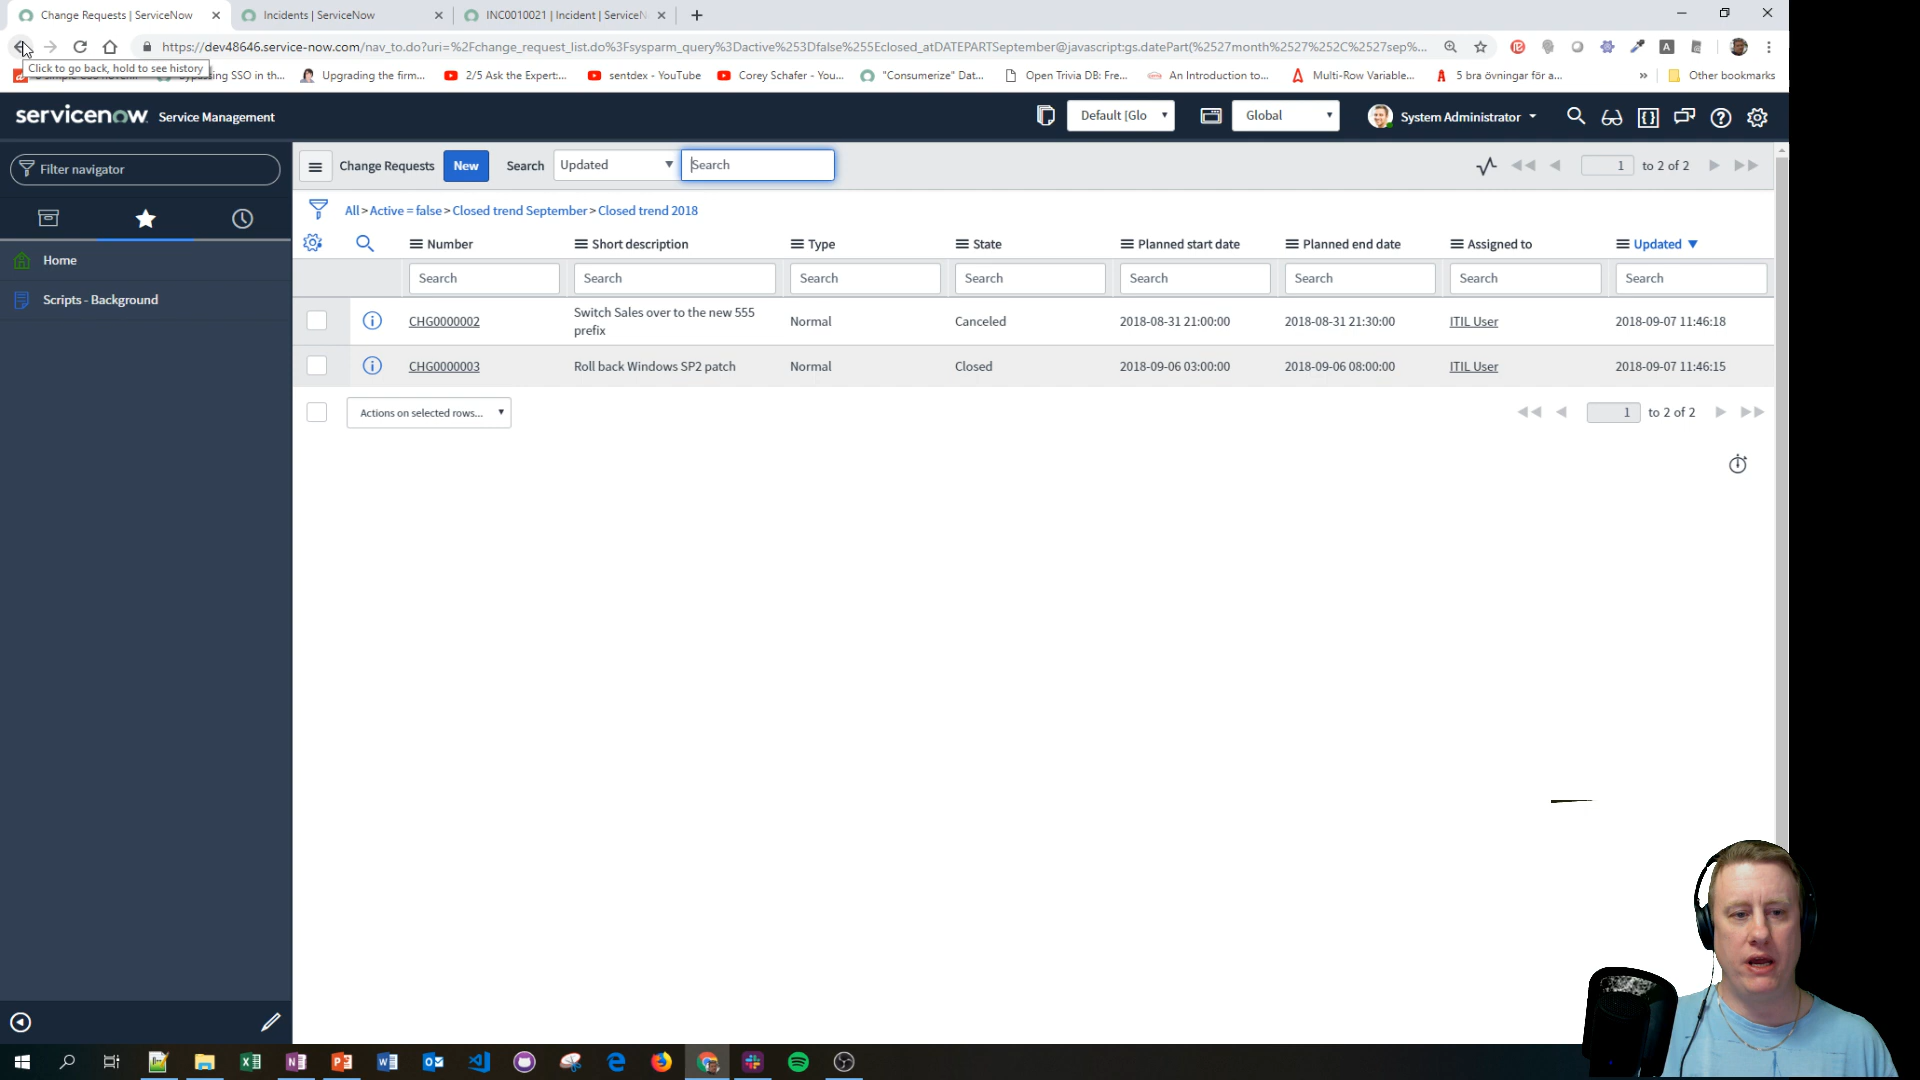 Change Requests | ServiceNow
Incidents | ServiceNow
INC0010021 | Incident | ServiceN
https://dev48646.service-now.com/nav_to.do?uri=%2Fchange_request_list.do%3Fsysparm_query%3Dactive%253Dfalse%255Eclosed_atDATEPARTSeptember@javascript:gs.datePart(%2527month%2527%252C%2527sep%...
Click to go back, hold to see history
SSO in th...
Upgrading the firm...
2/5 Ask the Expert:...
sentdex - YouTube
Corey Schafer - You...
"Consumerize" Dat...
Open Trivia DB: Fre...
An Introduction to...
Multi-Row Variable...
5 bra övningar för a...
»
Other bookmarks
servicenow Service Management
Default |Glo
Global
System Administrator
Filter navigator
Change Requests
New
Search
Updated
Search
1 to 2 of 2
All > Active = false > Closed trend September > Closed trend 2018
Number Short description Type State Planned start date Planned end date Assigned to Updated
Search Search Search Search Search Search Search Search
Home
Scripts - Background
CHG0000002 Switch Sales over to the new 555 prefix Normal Canceled 2018-08-31 21:00:00 2018-08-31 21:30:00 ITIL User 2018-09-07 11:46:18
CHG0000003 Roll back Windows SP2 patch Normal Closed 2018-09-06 03:00:00 2018-09-06 08:00:00 ITIL User 2018-09-07 11:46:15
Actions on selected rows...
1 to 2 of 2